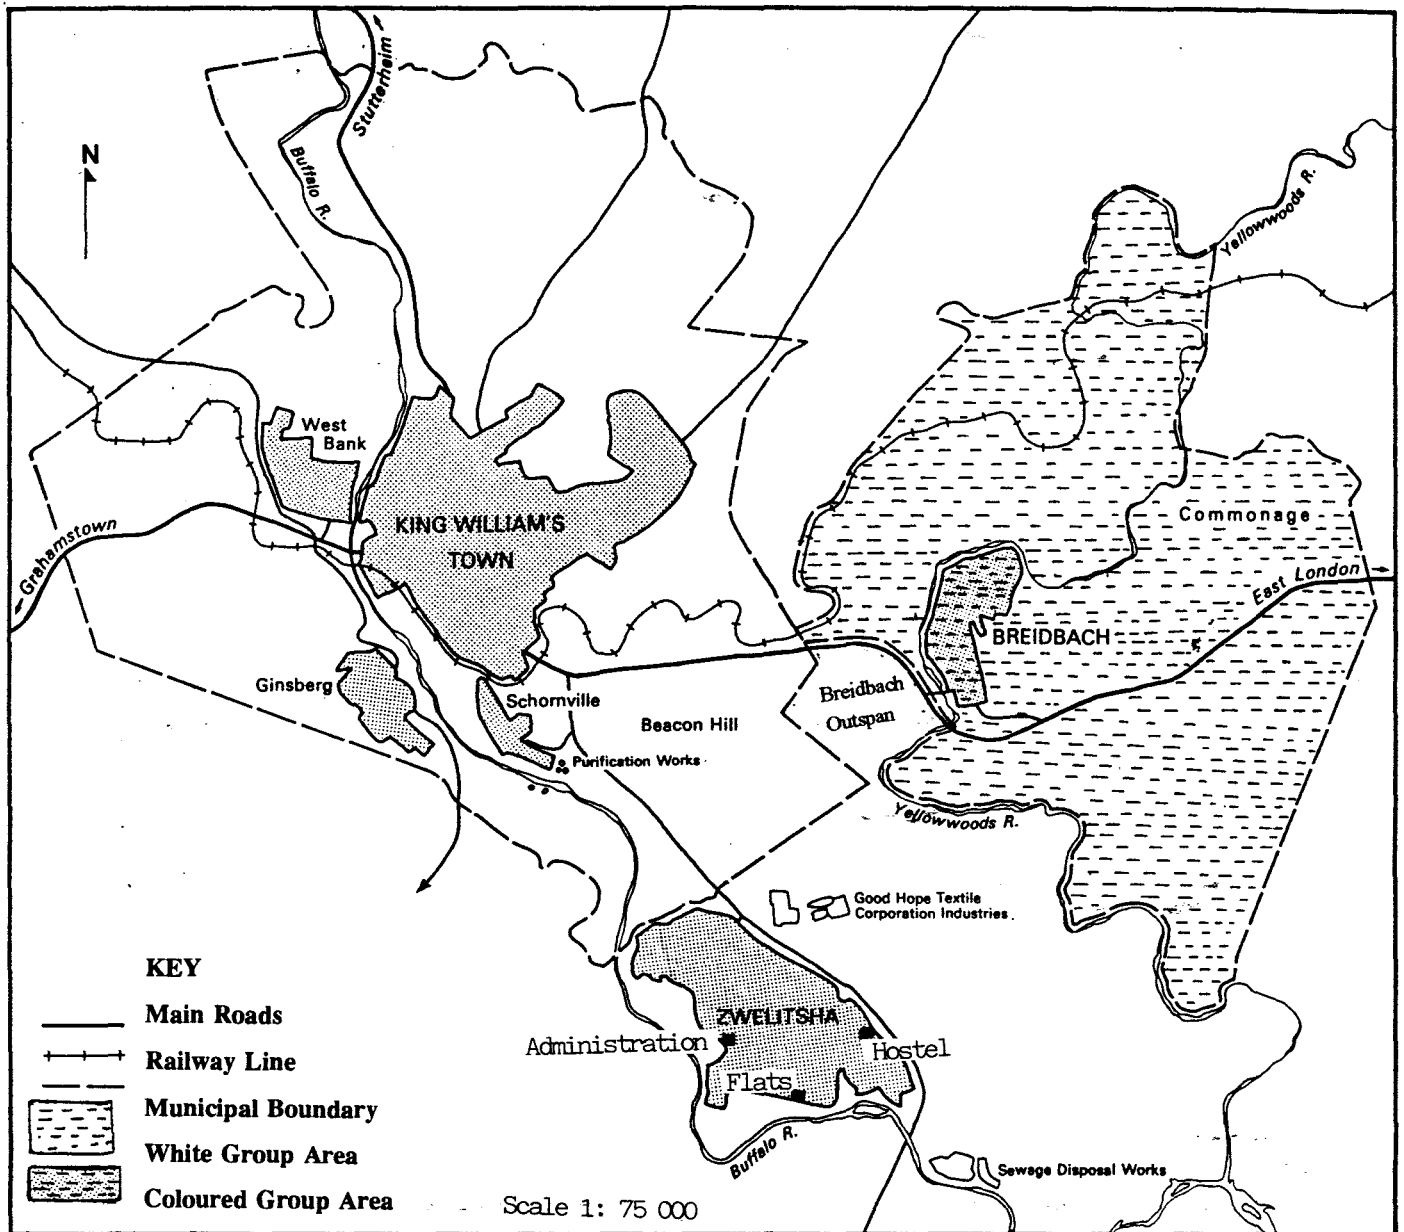 Stutterheim
N
Buffalo R.
Yellowwoods R.
West
Bank
KING WILLIAM'S
TOWN
Grahamstown
Commonage
East London
BREIDBACH
Ginsberg
Schornville
Breidbach
Outspan
Beacon Hill
Purification Works
Yellowwoods R.
Good Hope Textile
Corporation Industries.
ZWELITSHA
Administration
Hostel
Flats
Buffalo R.
Sewage Disposal Works
KEY
Main Roads
Railway Line
Municipal Boundary
White Group Area
Coloured Group Area
Scale 1: 75 000